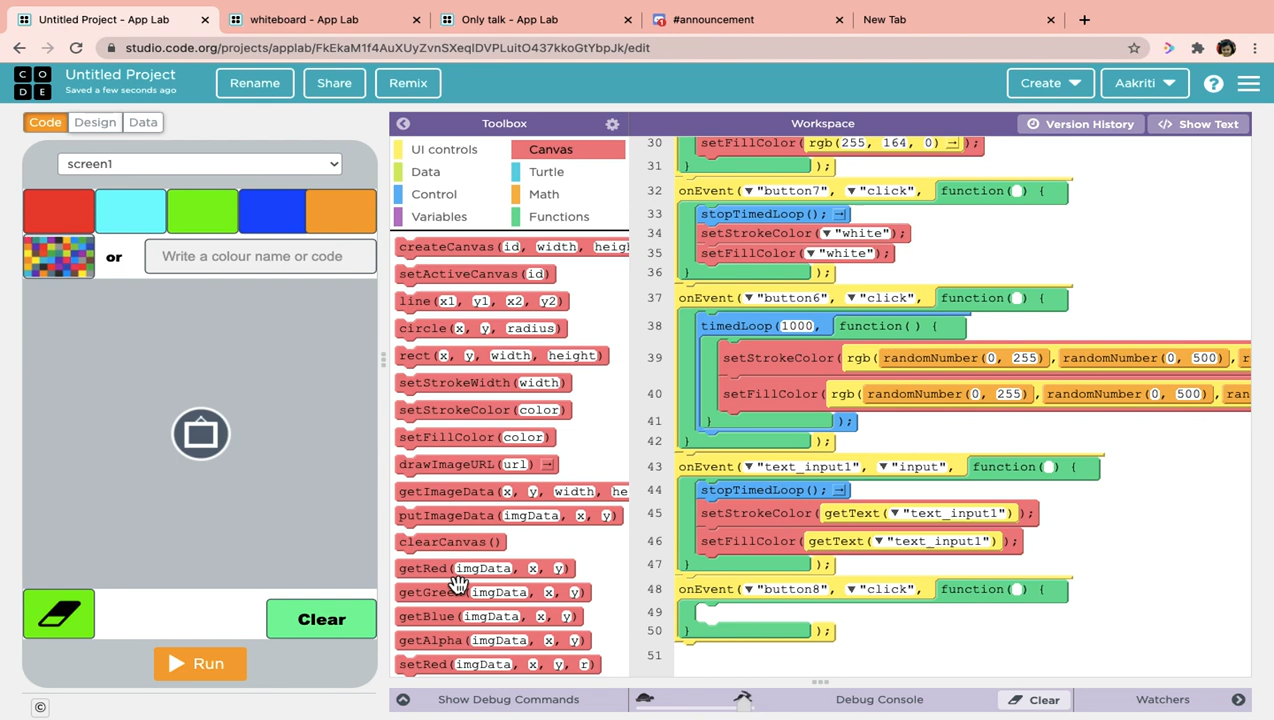 Untitled Project - App Lab
whiteboard - App Lab
Only talk - App Lab
#announcement
New Tab
studio.code.org/projects/applab/FkEkaM1f4AuXUyZvnSXeqIDVPLuitO437kkoGtYbpJk/edit
C O D E
Untitled Project
Saved a few seconds ago
Rename
Share
Remix
Create
Aakriti
?
Code
Design
Data
Toolbox
Workspace
Version History
Show Text
screen1
or
Write a colour name or code
Clear
Run
UI controls
Canvas
Data
Turtle
Control
Math
Variables
Functions
createCanvas(id, width, heigh
setActiveCanvas(id)
line(x1, y1, x2, y2)
circle(x, y, radius)
rect(x, y, width, height)
setStrokeWidth(width)
setStrokeColor(color)
setFillColor(color)
drawImageURL(url)
getImageData(x, y, width, he
putImageData(imgData, x, y)
clearCanvas()
getRed(imgData, x, y)
getGree(imgData, x, y)
getBlue(imgData, x, y)
getAlpha(imgData, x, y)
setRed(imgData, x, y, r)
30 setFillColor(rgb(255, 164, 0));
31 } );
32 onEvent("button7", "click", function() {
33 stopTimedLoop();
34 setStrokeColor("white");
35 setFillColor("white");
36 } );
37 onEvent("button6", "click", function() {
38 timedLoop(1000, function() {
39 setStrokeColor(rgb(randomNumber(0, 255),randomNumber(0, 500),r
40 setFillColor(rgb(randomNumber(0, 255),randomNumber(0, 500),ran
41 } );
42 } );
43 onEvent("text_input1", "input", function() {
44 stopTimedLoop();
45 setStrokeColor(getText("text_input1"));
46 setFillColor(getText("text_input1"));
47 } );
48 onEvent("button8", "click", function() {
49
50 } );
51
Show Debug Commands
Debug Console
Clear
Watchers
©